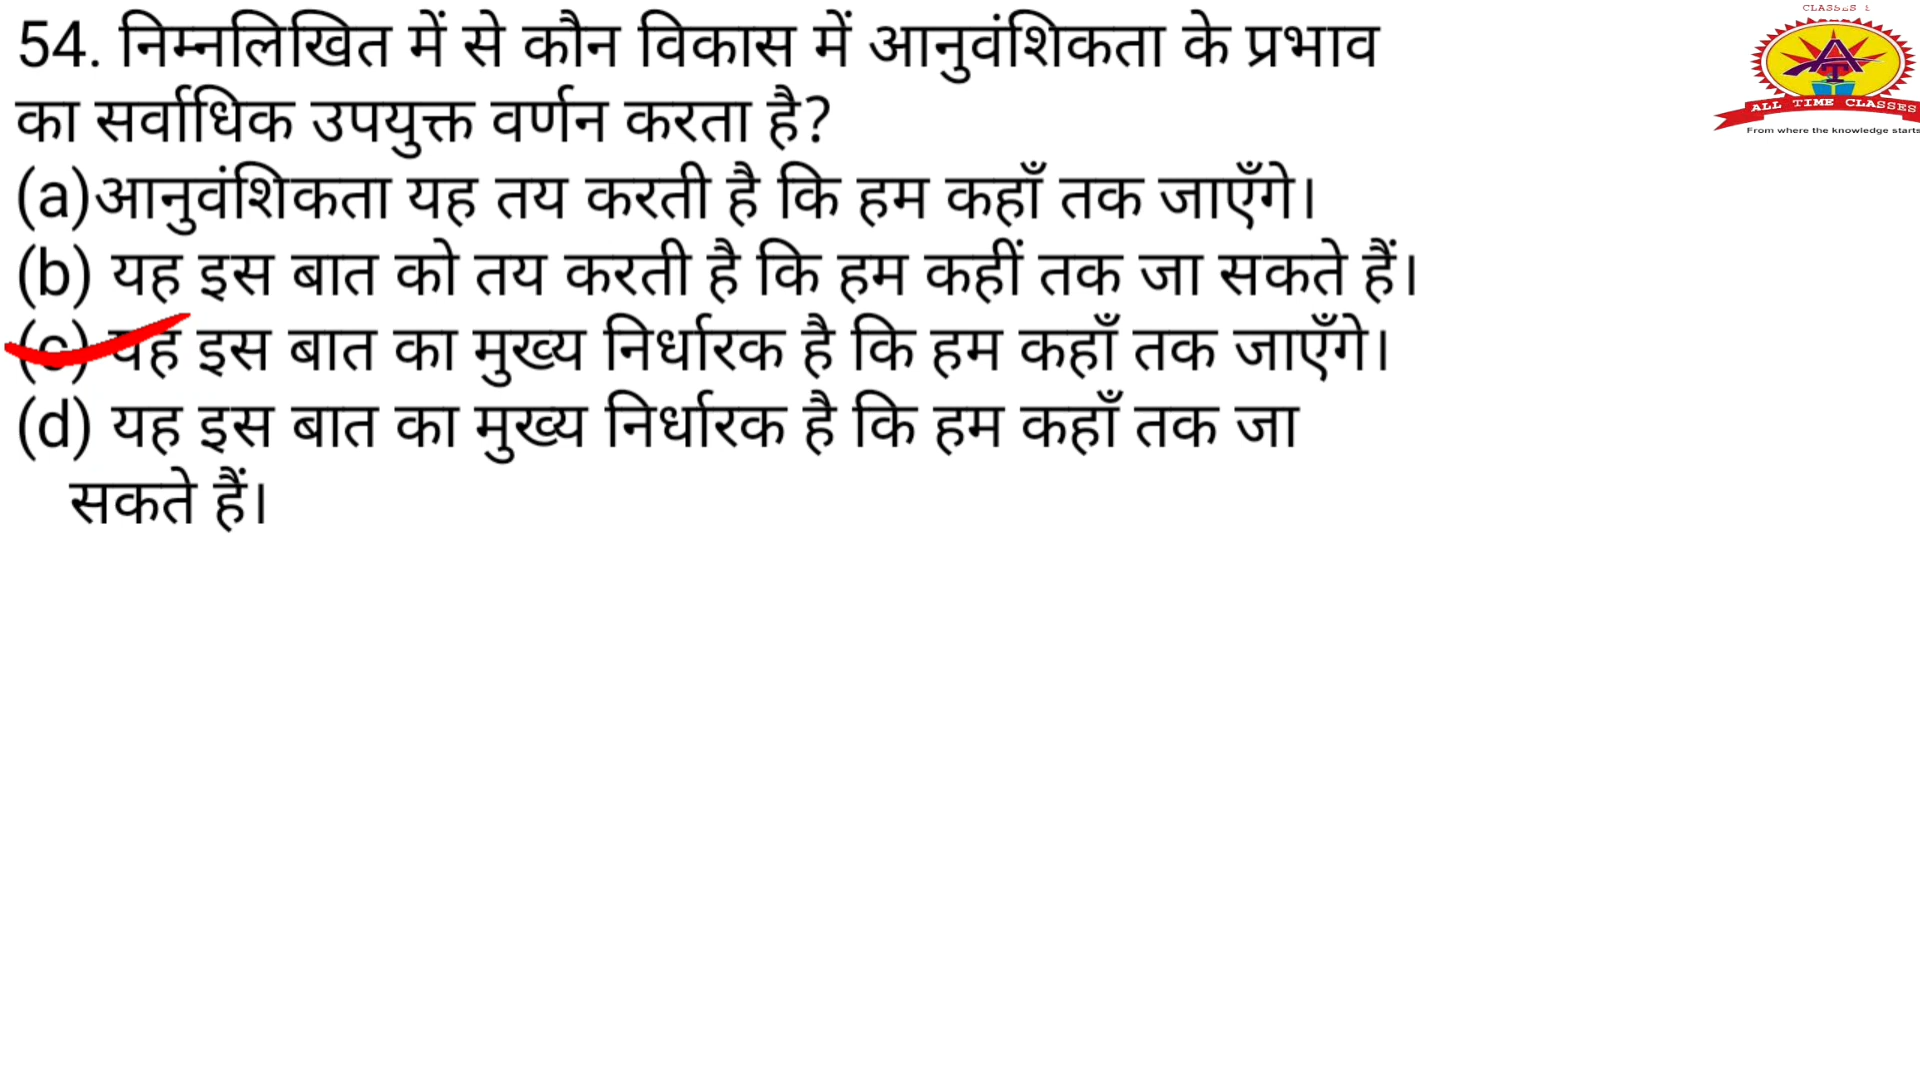 54. निम्नलिखित में से कौन विकास में आनुवंशिकता के प्रभाव
का सर्वाधिक उपयुक्त वर्णन करता है?
(a)आनुवंशिकता यह तय करती है कि हम कहाँ तक जाएँगे।
(b) यह इस बात को तय करती है कि हम कहीं तक जा सकते हैं।
(c) यह इस बात का मुख्य निर्धारक है कि हम कहाँ तक जाएँगे।
(d) यह इस बात का मुख्य निर्धारक है कि हम कहाँ तक जा
सकते हैं।
CLASSES
AT
ALL TIME CLASSES
From where the knowledge starts